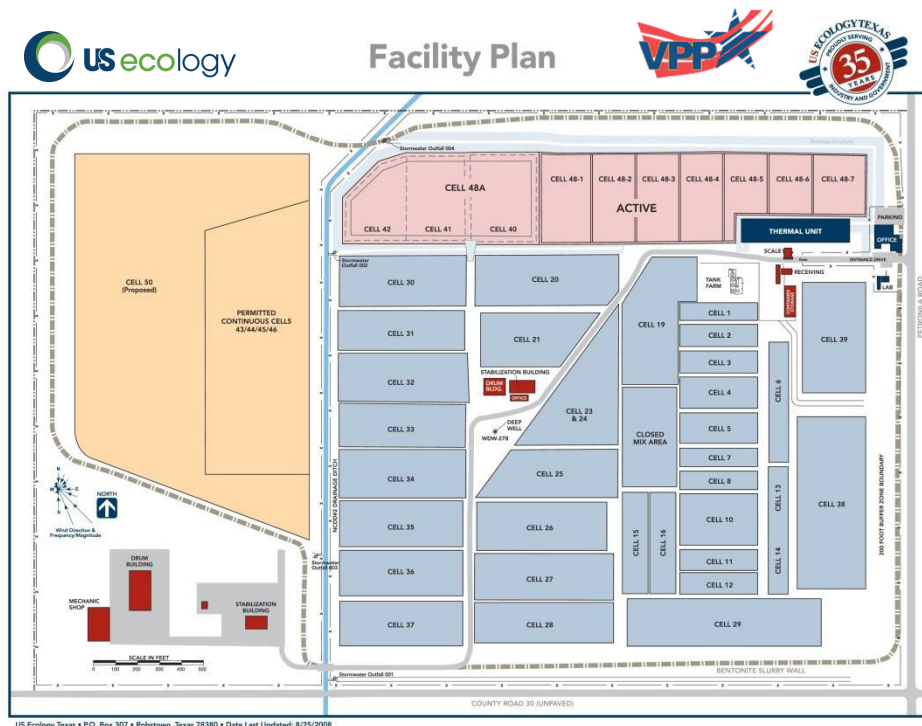 US ecology
Facility Plan
VPP
US ECOLOGY TEXAS
PROUDLY SERVING
35
YEARS
INDUSTRY AND GOVERNMENT
Drainage Structure
Stormwater Outfall 004
CELL 48A
CELL 42
CELL 41
CELL 40
CELL 48-1
CELL 48-2
CELL 48-3
CELL 48-4
CELL 48-5
CELL 48-6
CELL 48-7
ACTIVE
PARKING
THERMAL UNIT
OFFICE
SCALE
Gate
ENTRANCE DRIVE
RECEIVING
LAB
CONTAINER
STORAGE
TANK
FARM
PETRONILA ROAD
Stormwater
Outfall 002
CELL 50
(Proposed)
PERMITTED
CONTINUOUS CELLS
43/44/45/46
CELL 30
CELL 31
CELL 32
CELL 33
CELL 34
CELL 35
CELL 36
CELL 37
CELL 20
CELL 21
STABILIZATION BUILDING
DRUM
BLDG.
OFFICE
DEEP
WELL
WDW-278
CELL 23
& 24
CELL 25
CELL 26
CELL 27
CELL 28
CELL 19
CLOSED
MIX AREA
CELL 15
CELL 16
CELL 1
CELL 2
CELL 3
CELL 4
CELL 5
CELL 7
CELL 8
CELL 10
CELL 11
CELL 12
CELL 6
CELL 13
CELL 14
CELL 39
CELL 38
CELL 29
200 FOOT BUFFER ZONE BOUNDARY
NCDD#2 DRAINAGE DITCH
N
W
E
S
Wind Direction &
Frequency/Magnitude
NORTH
Stormwater
Outfall 003
DRUM
BUILDING
MECHANIC
SHOP
STABILIZATION
BUILDING
SCALE IN FEET
0 100 200 300 400 500
Stormwater Outfall 001
BENTONITE SLURRY WALL
COUNTY ROAD 30 (UNPAVED)
US Ecology Texas • P.O. Box 307 • Robstown, Texas 78380 • Date Last Updated: 8/25/2008